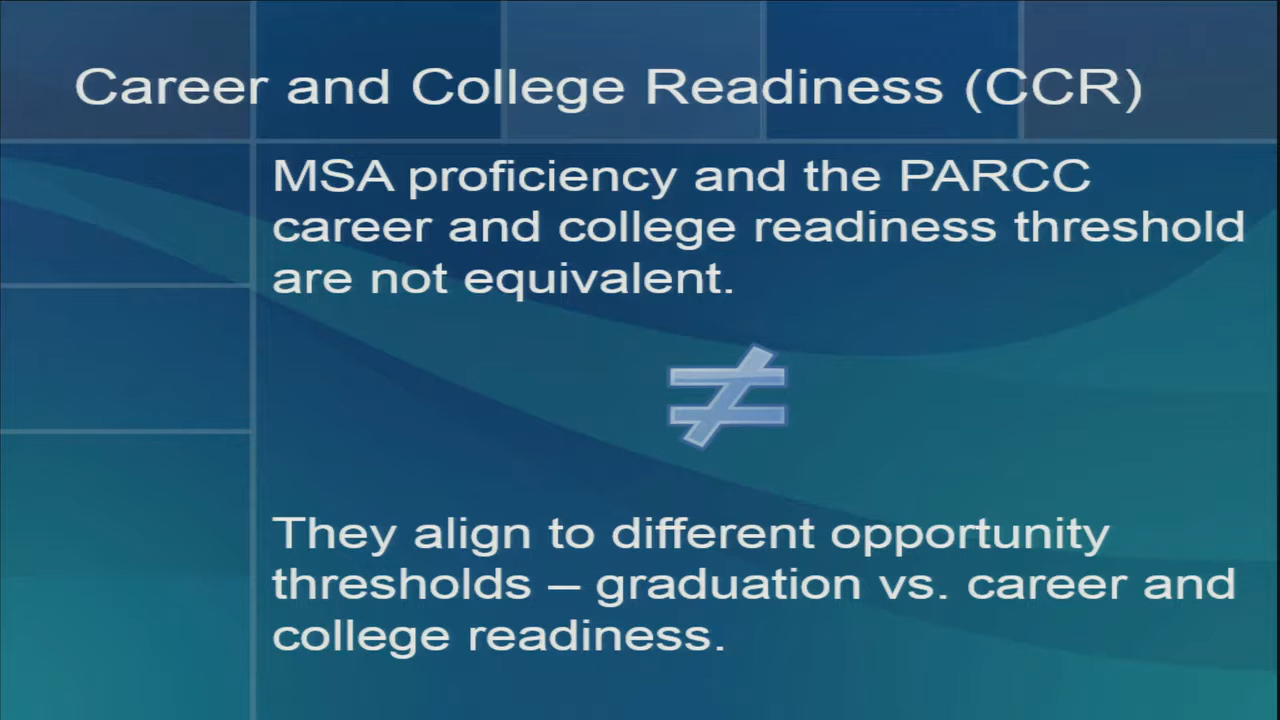 Career and College Readiness (CCR)
MSA proficiency and the PARCC
career and college readiness threshold
are not equivalent.
≠
They align to different opportunity
thresholds – graduation vs. career and
college readiness.